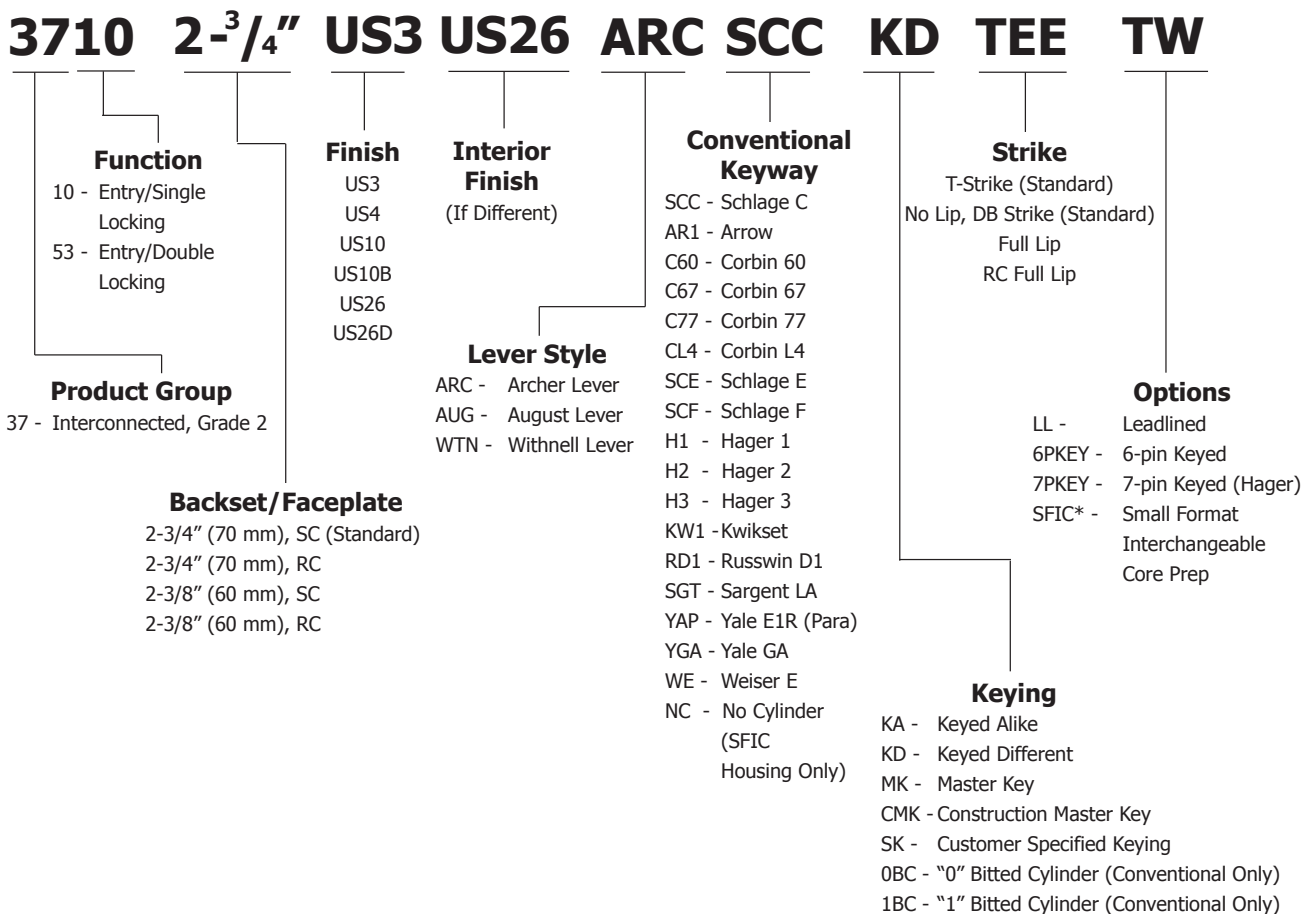 3710 2-3/4” US3 US26 ARC SCC KD TEE TW
Function
10 - Entry/Single
Locking
53 - Entry/Double
Locking
Product Group
37 - Interconnected, Grade 2
Backset/Faceplate
2-3/4” (70 mm), SC (Standard)
2-3/4” (70 mm), RC
2-3/8” (60 mm), SC
2-3/8” (60 mm), RC
Finish
US3
US4
US10
US10B
US26
US26D
Interior
Finish
(If Different)
Lever Style
ARC - Archer Lever
AUG - August Lever
WTN - Withnell Lever
Conventional
Keyway
SCC - Schlage C
AR1 - Arrow
C60 - Corbin 60
C67 - Corbin 67
C77 - Corbin 77
CL4 - Corbin L4
SCE - Schlage E
SCF - Schlage F
H1 - Hager 1
H2 - Hager 2
H3 - Hager 3
KW1 -Kwikset
RD1 - Russwin D1
SGT - Sargent LA
YAP - Yale E1R (Para)
YGA - Yale GA
WE - Weiser E
NC - No Cylinder
(SFIC
Housing Only)
Keying
KA - Keyed Alike
KD - Keyed Different
MK - Master Key
CMK - Construction Master Key
SK - Customer Specified Keying
0BC - “0” Bitted Cylinder (Conventional Only)
1BC - “1” Bitted Cylinder (Conventional Only)
Strike
T-Strike (Standard)
No Lip, DB Strike (Standard)
Full Lip
RC Full Lip
Options
LL - Leadlined
6PKEY - 6-pin Keyed
7PKEY - 7-pin Keyed (Hager)
SFIC* - Small Format
Interchangeable
Core Prep